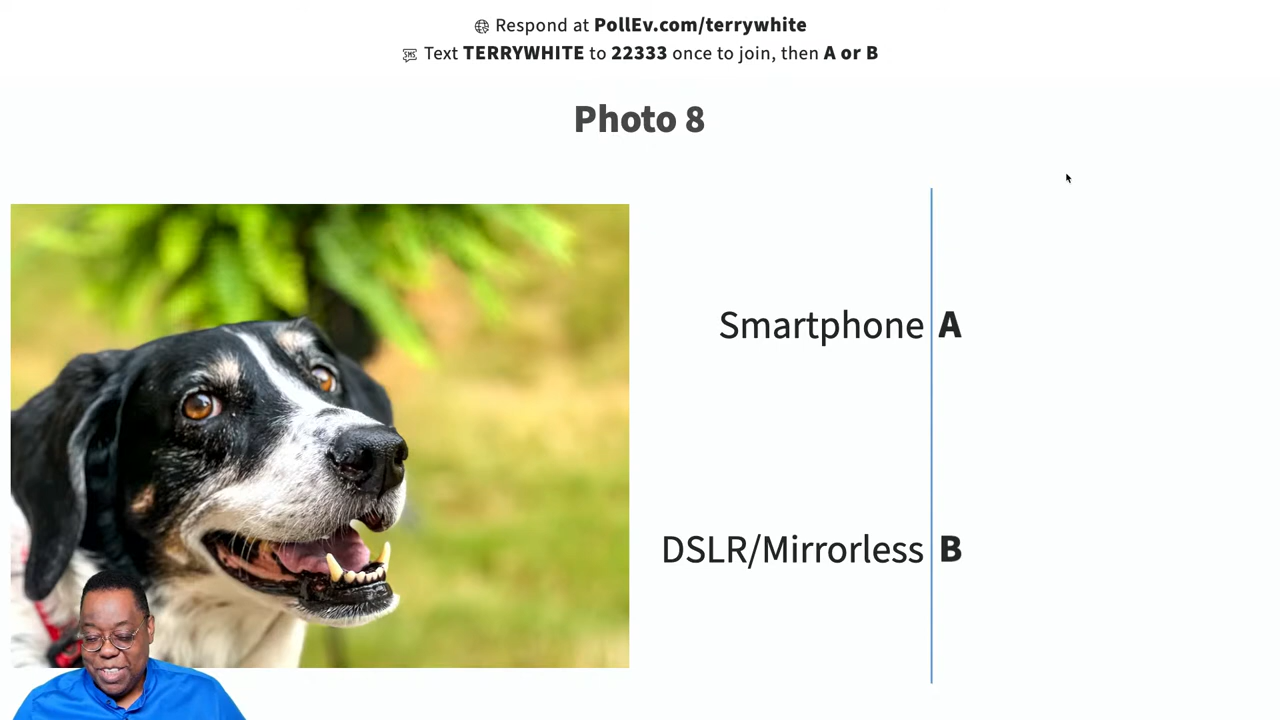 Respond at PollEv.com/terrywhite
Text TERRYWHITE to 22333 once to join, then A or B
Photo 8
Smartphone A
DSLR/Mirrorless B